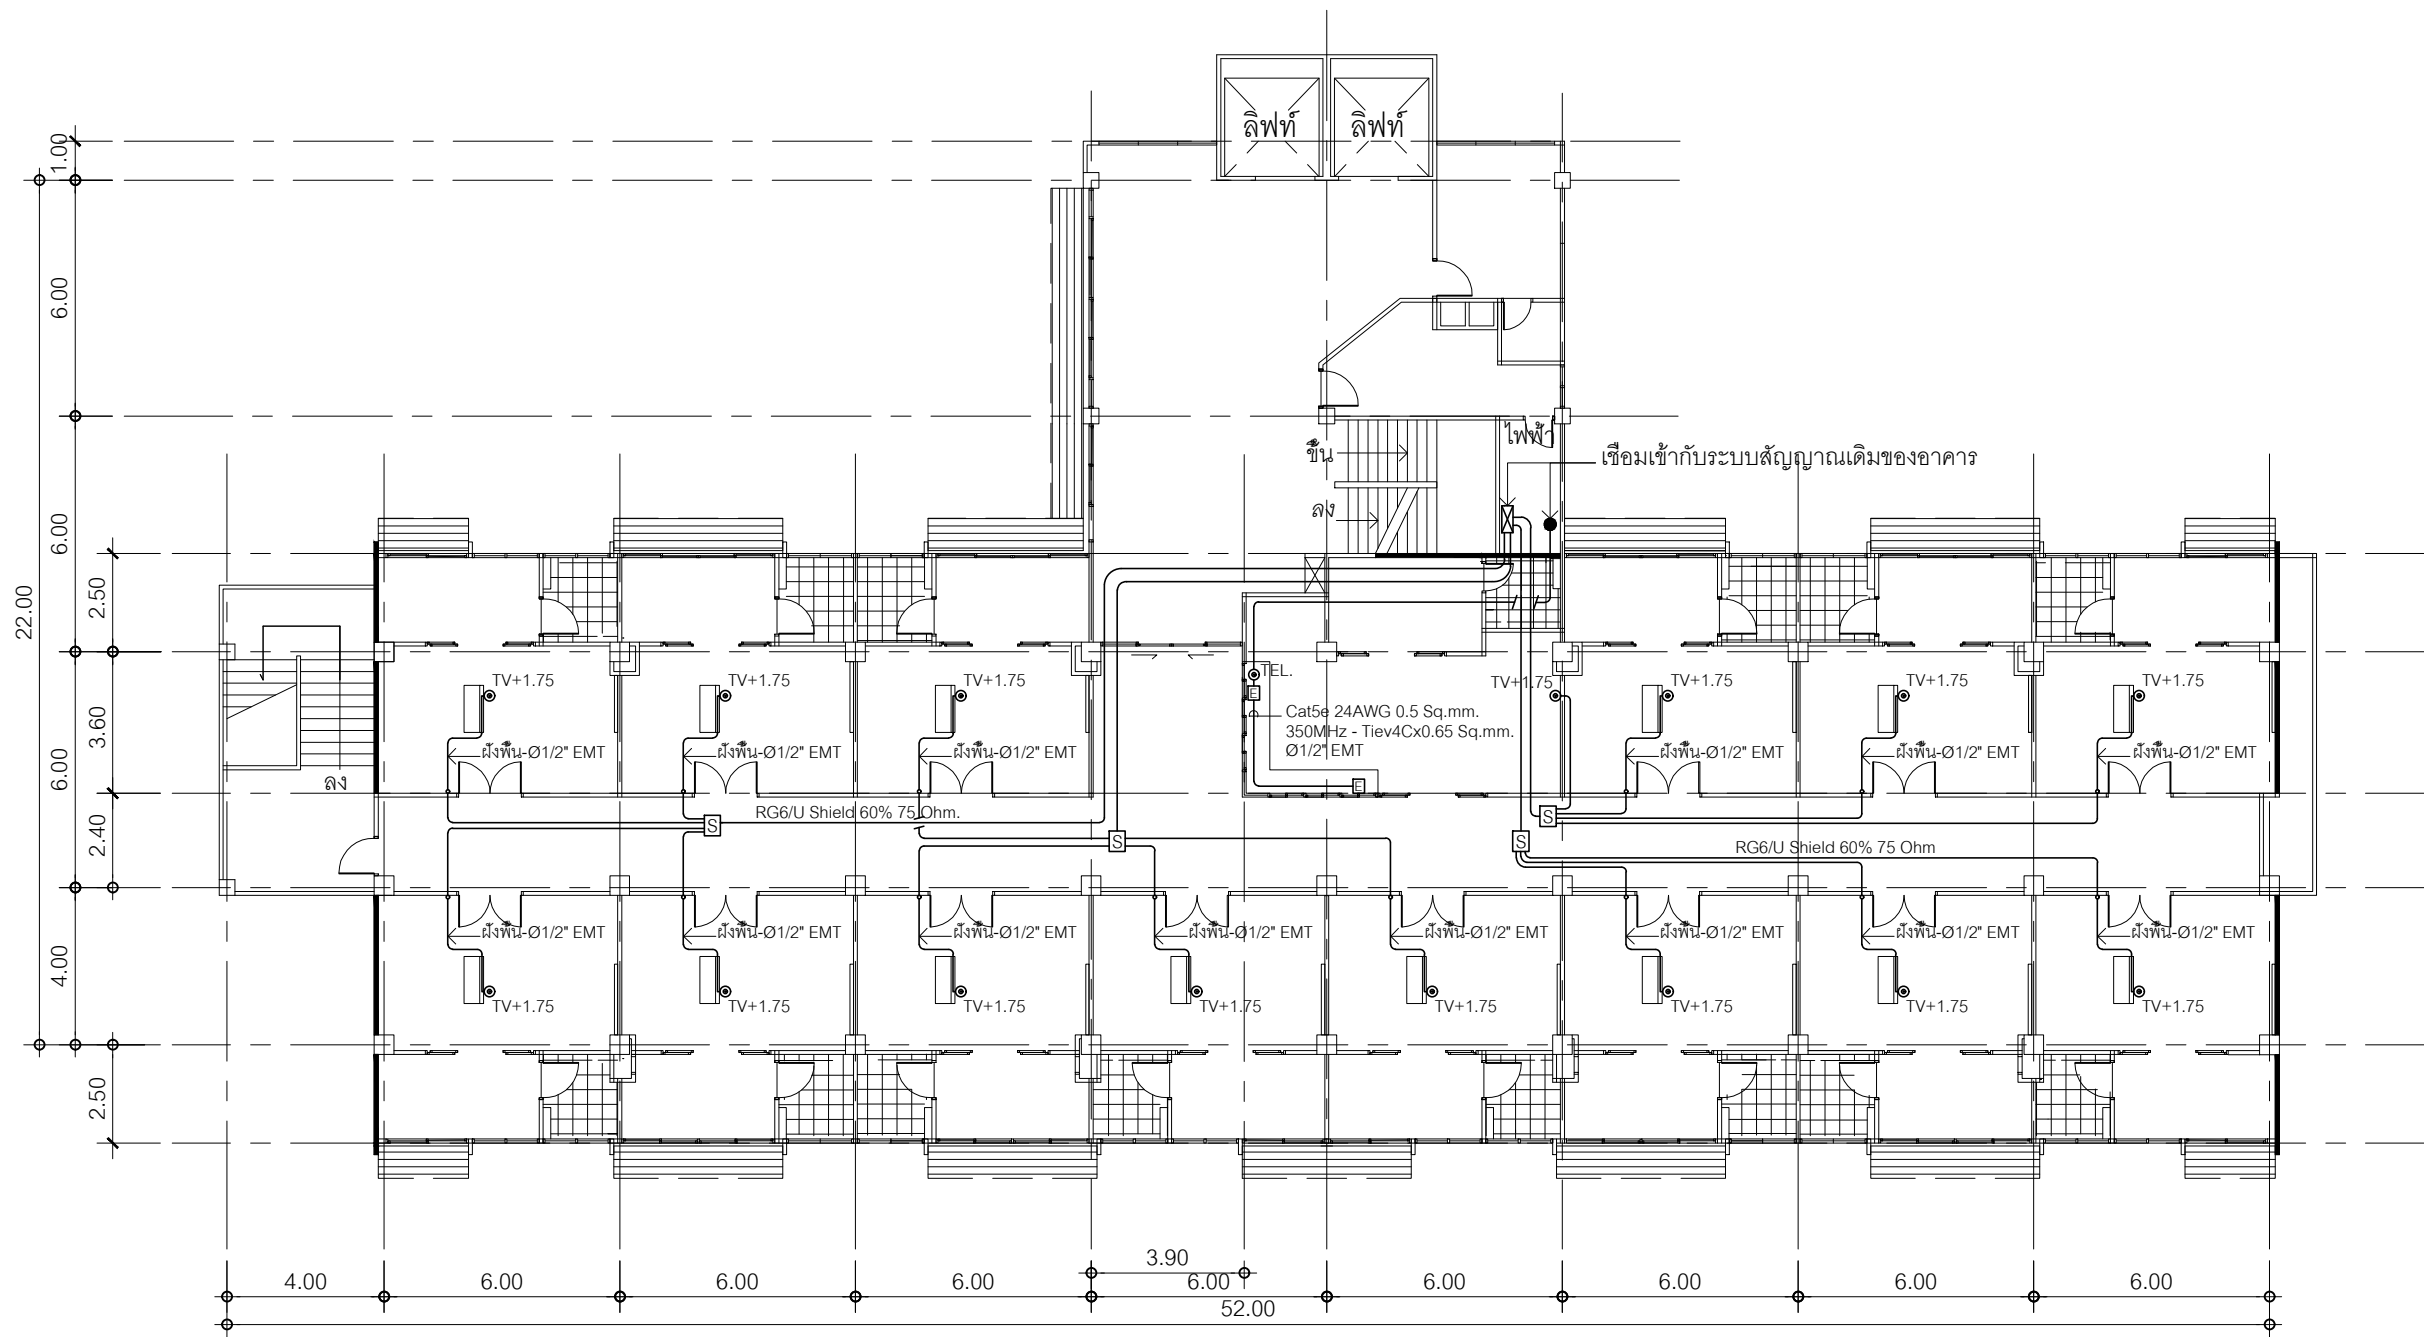 ลิฟท์
ลิฟท์
1.00
6.00
6.00
22.00
2.50
3.60
6.00
2.40
4.00
2.50
ไฟฟ้า
ขึ้น
เชื่อมเข้ากับระบบสัญญาณเดิมของอาคาร
ลง
TV+1.75
TV+1.75
TV+1.75
TEL.
TV+1.75
TV+1.75
TV+1.75
TV+1.75
E
Cat5e 24AWG 0.5 Sq.mm.
350MHz - Tiev4Cx0.65 Sq.mm.
Ø1/2" EMT
ฝังพื้น-Ø1/2" EMT
ฝังพื้น-Ø1/2" EMT
ฝังพื้น-Ø1/2" EMT
ฝังพื้น-Ø1/2" EMT
ฝังพื้น-Ø1/2" EMT
ฝังพื้น-Ø1/2" EMT
ลง
E
RG6/U Shield 60% 75 Ohm.
S
S
S
S
RG6/U Shield 60% 75 Ohm
ฝังพื้น-Ø1/2" EMT
ฝังพื้น-Ø1/2" EMT
ฝังพื้น-Ø1/2" EMT
ฝังพื้น-Ø1/2" EMT
ฝังพื้น-Ø1/2" EMT
ฝังพื้น-Ø1/2" EMT
ฝังพื้น-Ø1/2" EMT
ฝังพื้น-Ø1/2" EMT
TV+1.75
TV+1.75
TV+1.75
TV+1.75
TV+1.75
TV+1.75
TV+1.75
TV+1.75
3.90
4.00
6.00
6.00
6.00
6.00
6.00
6.00
6.00
6.00
52.00